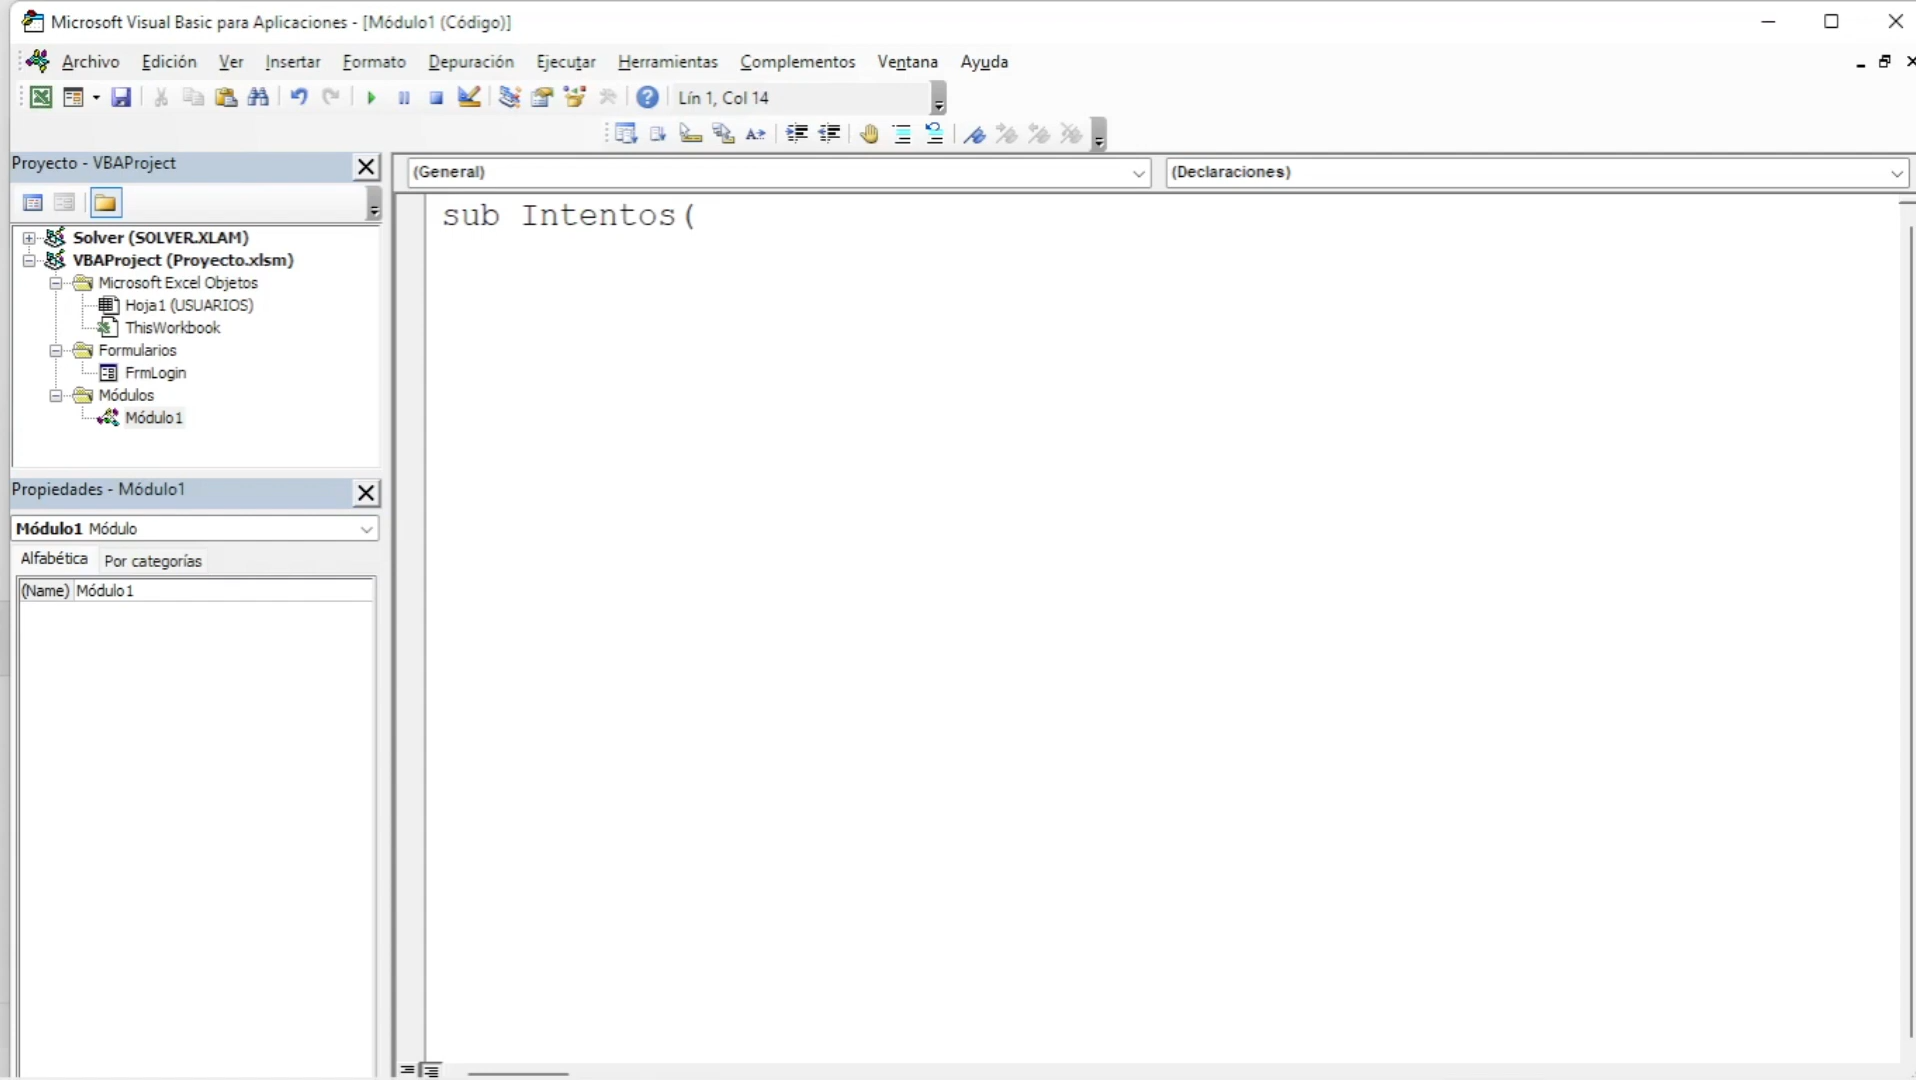 Microsoft Visual Basic para Aplicaciones - [Módulo1 (Código)]
Archivo Edición Ver Insertar Formato Depuración Ejecutar Herramientas Complementos Ventana Ayuda
Lín 1, Col 14
Proyecto - VBAProject
(General)
(Declaraciones)
sub Intentos(
Solver (SOLVER.XLAM)
VBAProject (Proyecto.xlsm)
Microsoft Excel Objetos
Hoja1 (USUARIOS)
ThisWorkbook
Formularios
FrmLogin
Módulos
Módulo1
Propiedades - Módulo1
Módulo1 Módulo
Alfabética Por categorías
(Name) Módulo1